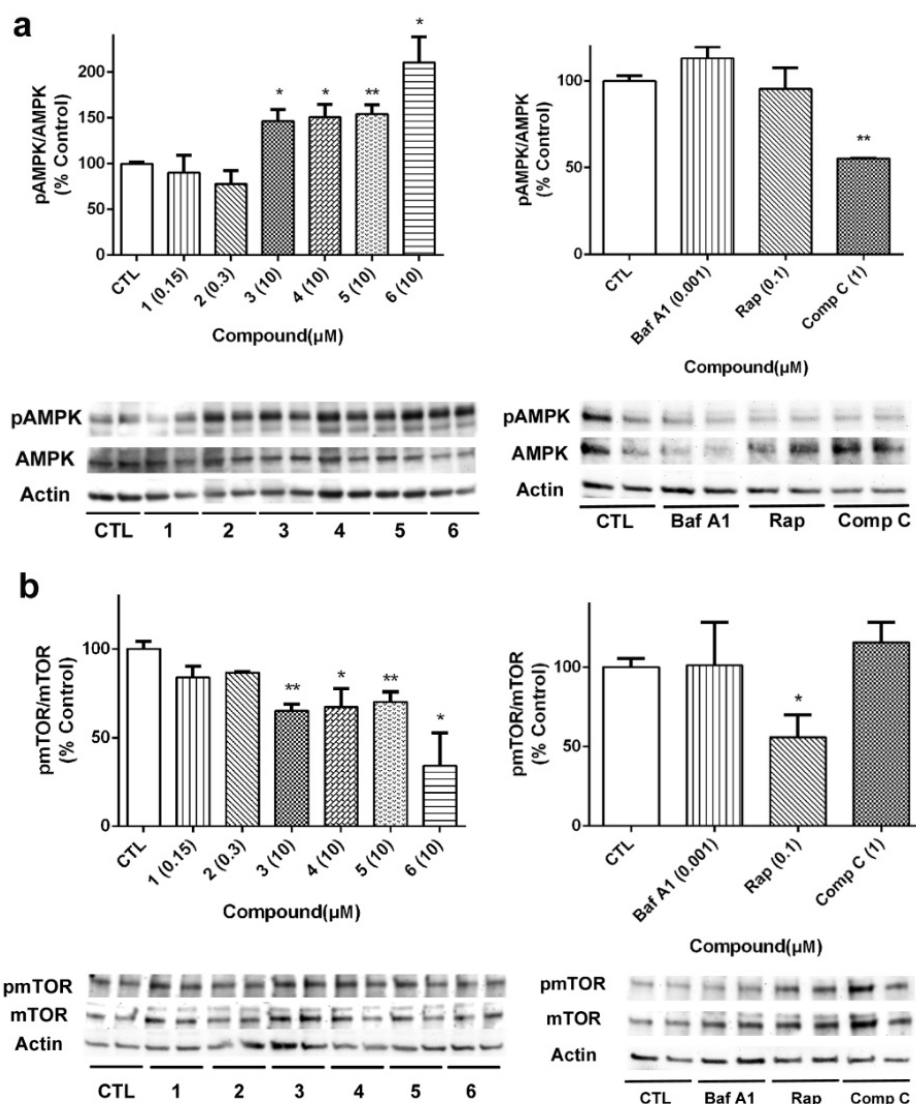 a
pAMPK/AMPK
(% Control)
200
150
100
50
0
*
*
**
*
CTL
1 (0.15)
2 (0.3)
3 (10)
4 (10)
5 (10)
6 (10)
Compound(µM)
pAMPK/AMPK
(% Control)
100
50
0
**
CTL
Baf A1 (0.001)
Rap (0.1)
Comp C (1)
Compound(µM)
pAMPK
AMPK
Actin
CTL 1 2 3 4 5 6
pAMPK
AMPK
Actin
CTL Baf A1 Rap Comp C
b
pmTOR/mTOR
(% Control)
100
50
0
**
*
**
*
CTL
1 (0.15)
2 (0.3)
3 (10)
4 (10)
5 (10)
6 (10)
Compound(µM)
pmTOR/mTOR
(% Control)
100
50
0
*
CTL
Baf A1 (0.001)
Rap (0.1)
Comp C (1)
Compound(µM)
pmTOR
mTOR
Actin
CTL 1 2 3 4 5 6
pmTOR
mTOR
Actin
CTL Baf A1 Rap Comp C